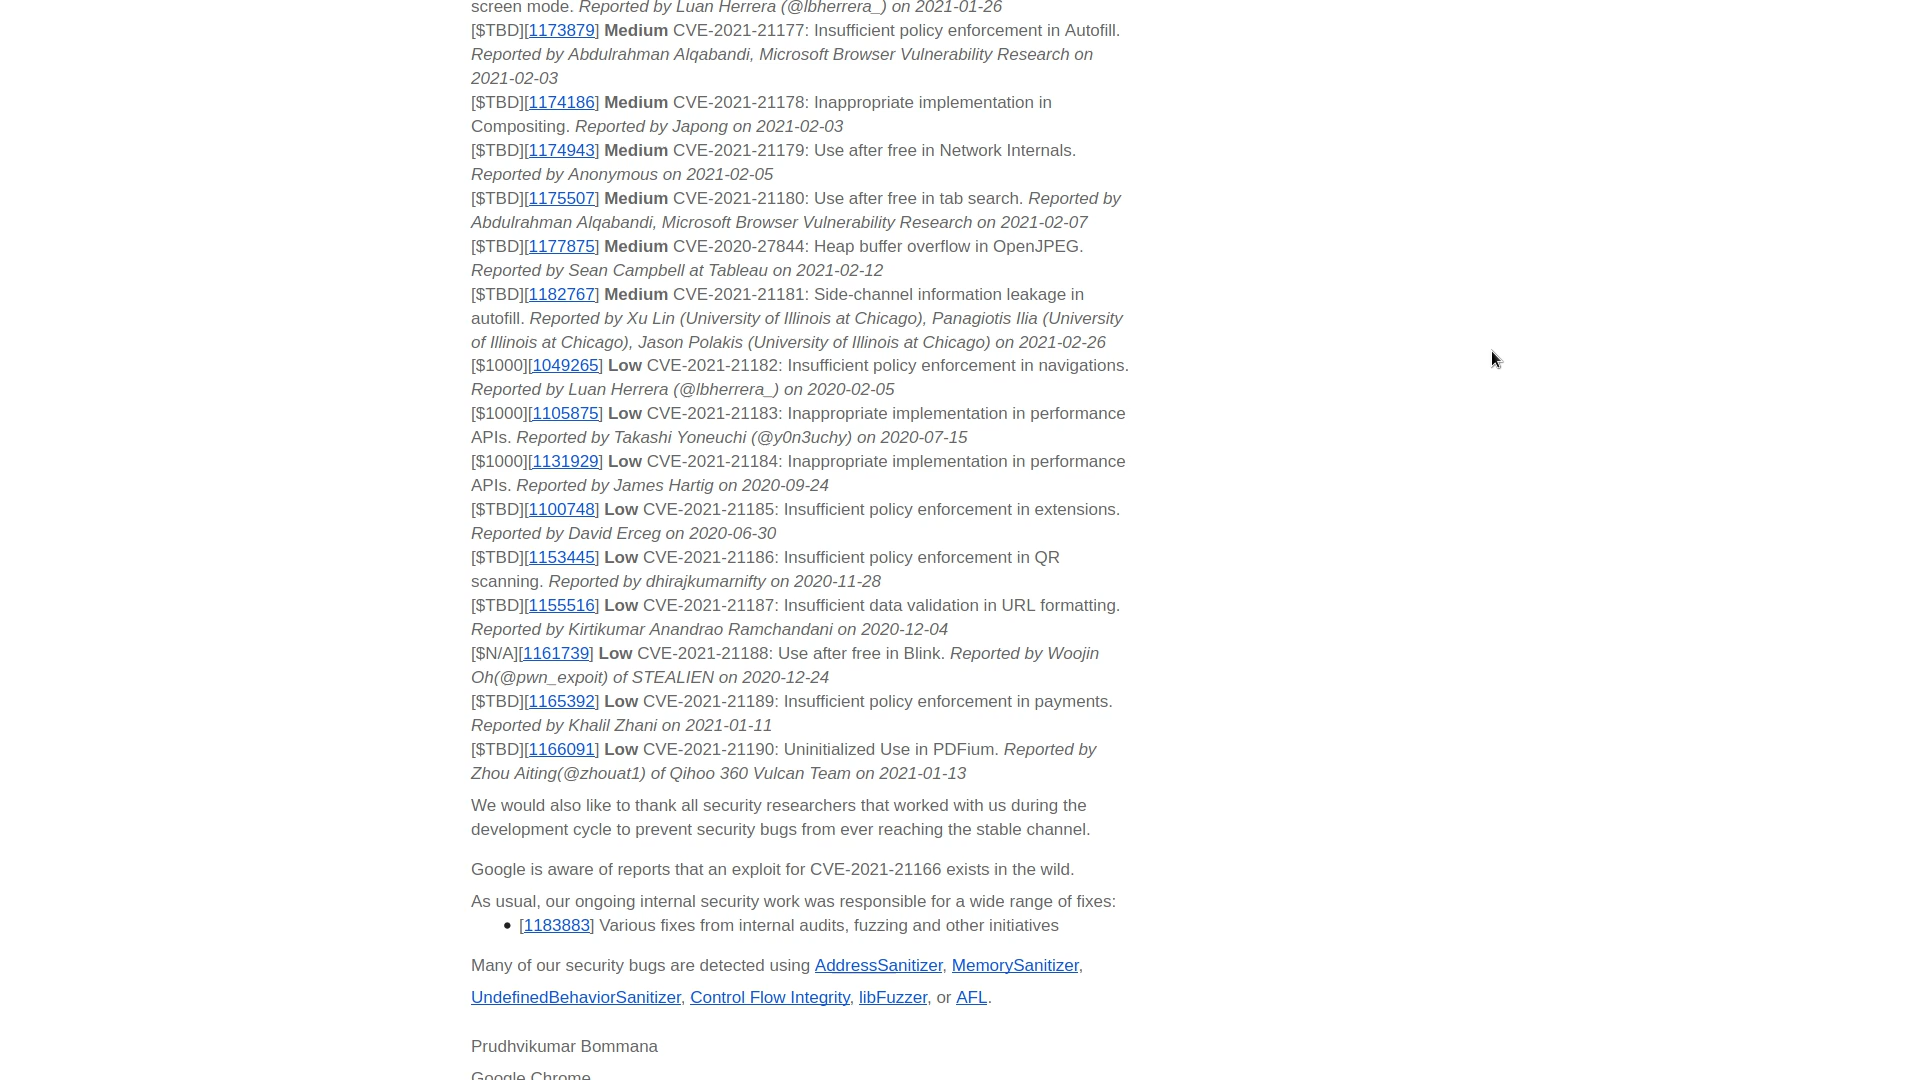 screen mode. Reported by Luan Herrera (@lbherrera_) on 2021-01-26
[$TBD][1173879] Medium CVE-2021-21177: Insufficient policy enforcement in Autofill.
Reported by Abdulrahman Alqabandi, Microsoft Browser Vulnerability Research on
2021-02-03
[$TBD][1174186] Medium CVE-2021-21178: Inappropriate implementation in
Compositing. Reported by Japong on 2021-02-03
[$TBD][1174943] Medium CVE-2021-21179: Use after free in Network Internals.
Reported by Anonymous on 2021-02-05
[$TBD][1175507] Medium CVE-2021-21180: Use after free in tab search. Reported by
Abdulrahman Alqabandi, Microsoft Browser Vulnerability Research on 2021-02-07
[$TBD][1177875] Medium CVE-2020-27844: Heap buffer overflow in OpenJPEG.
Reported by Sean Campbell at Tableau on 2021-02-12
[$TBD][1182767] Medium CVE-2021-21181: Side-channel information leakage in
autofill. Reported by Xu Lin (University of Illinois at Chicago), Panagiotis Ilia (University
of Illinois at Chicago), Jason Polakis (University of Illinois at Chicago) on 2021-02-26
[$1000][1049265] Low CVE-2021-21182: Insufficient policy enforcement in navigations.
Reported by Luan Herrera (@lbherrera_) on 2020-02-05
[$1000][1105875] Low CVE-2021-21183: Inappropriate implementation in performance
APIs. Reported by Takashi Yoneuchi (@y0n3uchy) on 2020-07-15
[$1000][1131929] Low CVE-2021-21184: Inappropriate implementation in performance
APIs. Reported by James Hartig on 2020-09-24
[$TBD][1100748] Low CVE-2021-21185: Insufficient policy enforcement in extensions.
Reported by David Erceg on 2020-06-30
[$TBD][1153445] Low CVE-2021-21186: Insufficient policy enforcement in QR
scanning. Reported by dhirajkumarnifty on 2020-11-28
[$TBD][1155516] Low CVE-2021-21187: Insufficient data validation in URL formatting.
Reported by Kirtikumar Anandrao Ramchandani on 2020-12-04
[$N/A][1161739] Low CVE-2021-21188: Use after free in Blink. Reported by Woojin
Oh(@pwn_expoit) of STEALIEN on 2020-12-24
[$TBD][1165392] Low CVE-2021-21189: Insufficient policy enforcement in payments.
Reported by Khalil Zhani on 2021-01-11
[$TBD][1166091] Low CVE-2021-21190: Uninitialized Use in PDFium. Reported by
Zhou Aiting(@zhouat1) of Qihoo 360 Vulcan Team on 2021-01-13
We would also like to thank all security researchers that worked with us during the
development cycle to prevent security bugs from ever reaching the stable channel.
Google is aware of reports that an exploit for CVE-2021-21166 exists in the wild.
As usual, our ongoing internal security work was responsible for a wide range of fixes:
• [1183883] Various fixes from internal audits, fuzzing and other initiatives
Many of our security bugs are detected using AddressSanitizer, MemorySanitizer,
UndefinedBehaviorSanitizer, Control Flow Integrity, libFuzzer, or AFL.
Prudhvikumar Bommana
Google Chrome